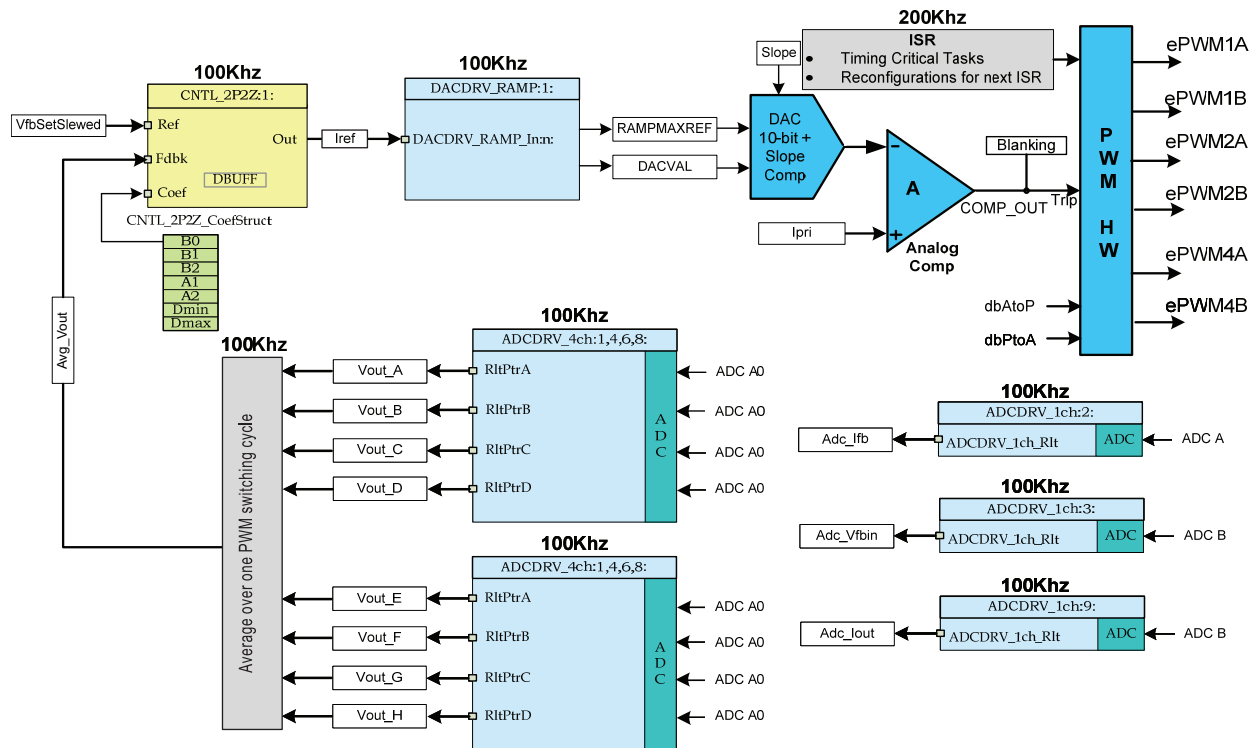 200Khz
ISR
• Timing Critical Tasks
• Reconfigurations for next ISR
Slope
100Khz
CNTL_2P2Z:1:
VfbSetSlewed
Ref
Fdbk
Coef
Out
DBUFF
Iref
CNTL_2P2Z_CoefStruct
B0
B1
B2
A1
A2
Dmin
Dmax
Avg_Vout
100Khz
DACDRV_RAMP:1:
DACDRV_RAMP_In:n:
RAMPMAXREF
DACVAL
DAC
10-bit +
Slope
Comp
Ipri
-
+
A
Analog
Comp
COMP_OUT
Blanking
Trip
PWM HW
dbAtoP
dbPtoA
ePWM1A
ePWM1B
ePWM2A
ePWM2B
ePWM4A
ePWM4B
100Khz
Average over one PWM switching cycle
100Khz
ADCDRV_4ch:1,4,6,8:
Vout_A
RltPtrA
ADC A0
Vout_B
RltPtrB
ADC A0
Vout_C
RltPtrC
ADC A0
Vout_D
RltPtrD
ADC A0
ADC
100Khz
ADCDRV_4ch:1,4,6,8:
Vout_E
RltPtrA
ADC A0
Vout_F
RltPtrB
ADC A0
Vout_G
RltPtrC
ADC A0
Vout_H
RltPtrD
ADC A0
ADC
100Khz
ADCDRV_1ch:2:
Adc_Ifb
ADCDRV_1ch_Rlt
ADC
ADC A
100Khz
ADCDRV_1ch:3:
Adc_Vfbin
ADCDRV_1ch_Rlt
ADC
ADC B
100Khz
ADCDRV_1ch:9:
Adc_Iout
ADCDRV_1ch_Rlt
ADC
ADC B